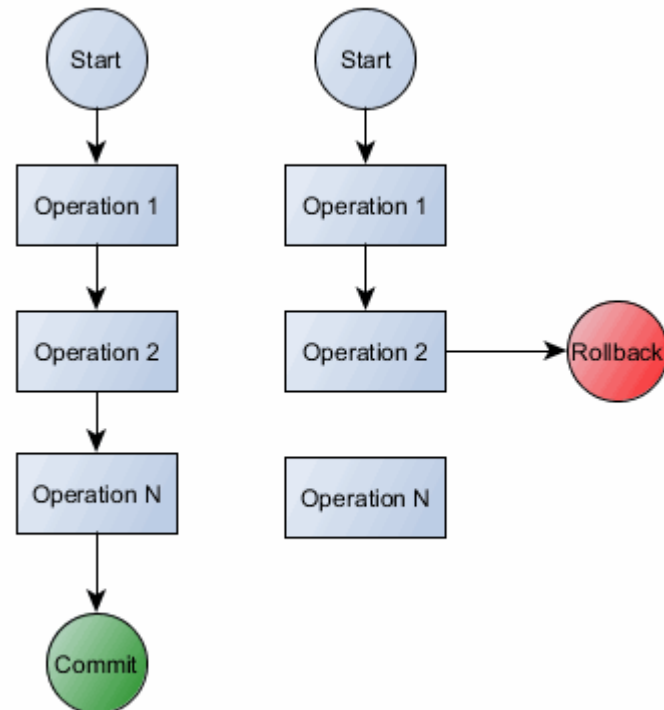 Start
Operation 1
Operation 2
Operation N
Commit
Start
Operation 1
Operation 2
Rollback
Operation N